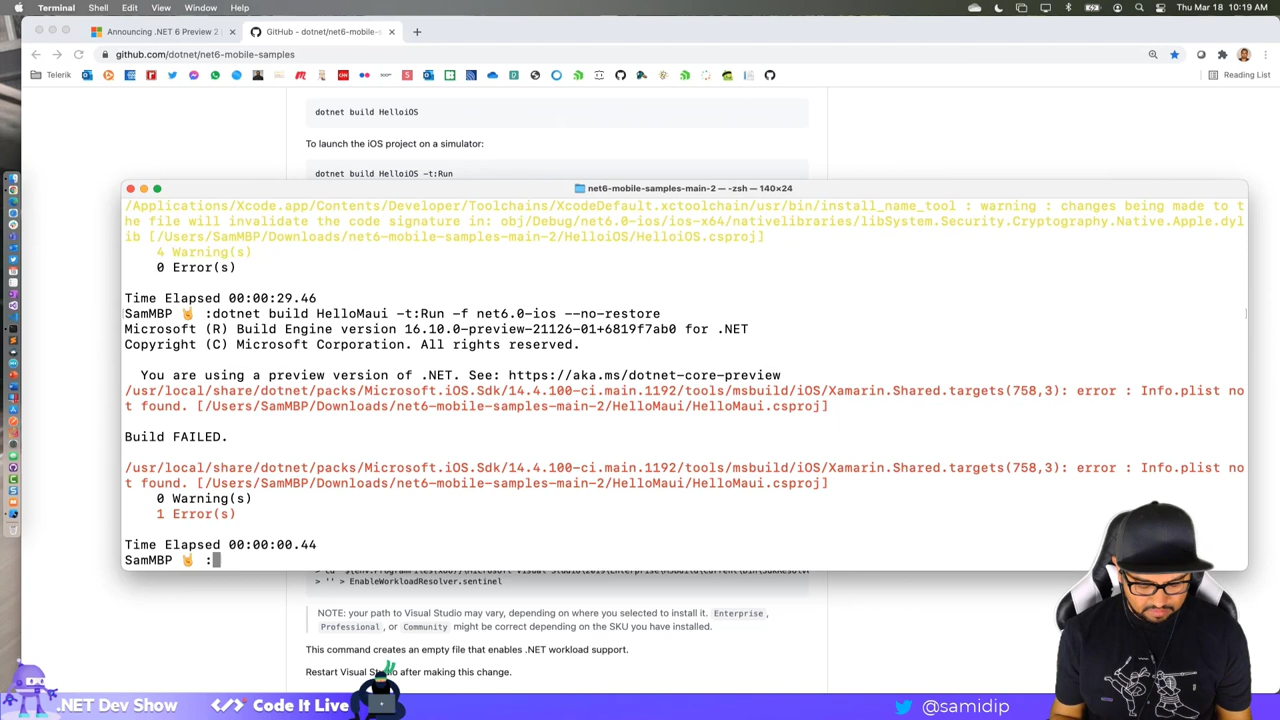 Terminal Shell Edit View Window Help
Thu Mar 18 10:19 AM
Announcing .NET 6 Preview 2
GitHub - dotnet/net6-mobile-s
github.com/dotnet/net6-mobile-samples
Telerik
Reading List
dotnet build HelloiOS
To launch the iOS project on a simulator:
dotnet build HelloiOS -t:Run
net6-mobile-samples-main-2 — -zsh — 140×24
/Applications/Xcode.app/Contents/Developer/Toolchains/XcodeDefault.xctoolchain/usr/bin/install_name_tool : warning : changes being made to t
he file will invalidate the code signature in: obj/Debug/net6.0-ios/ios-x64/nativelibraries/libSystem.Security.Cryptography.Native.Apple.dyl
ib [/Users/SamMBP/Downloads/net6-mobile-samples-main-2/HelloiOS/HelloiOS.csproj]
4 Warning(s)
0 Error(s)
Time Elapsed 00:00:29.46
SamMBP 🤘 :dotnet build HelloMaui -t:Run -f net6.0-ios --no-restore
Microsoft (R) Build Engine version 16.10.0-preview-21126-01+6819f7ab0 for .NET
Copyright (C) Microsoft Corporation. All rights reserved.
You are using a preview version of .NET. See: https://aka.ms/dotnet-core-preview
/usr/local/share/dotnet/packs/Microsoft.iOS.Sdk/14.4.100-ci.main.1192/tools/msbuild/iOS/Xamarin.Shared.targets(758,3): error : Info.plist no
t found. [/Users/SamMBP/Downloads/net6-mobile-samples-main-2/HelloMaui/HelloMaui.csproj]
Build FAILED.
/usr/local/share/dotnet/packs/Microsoft.iOS.Sdk/14.4.100-ci.main.1192/tools/msbuild/iOS/Xamarin.Shared.targets(758,3): error : Info.plist no
t found. [/Users/SamMBP/Downloads/net6-mobile-samples-main-2/HelloMaui/HelloMaui.csproj]
0 Warning(s)
1 Error(s)
Time Elapsed 00:00:00.44
SamMBP 🤘 :
> '' > EnableWorkloadResolver.sentinel
NOTE: your path to Visual Studio may vary, depending on where you selected to install it. Enterprise,
Professional, or Community might be correct depending on the SKU you have installed.
This command creates an empty file that enables .NET workload support.
Restart Visual Studio after making this change.
.NET Dev Show
Code It Live
@samidip